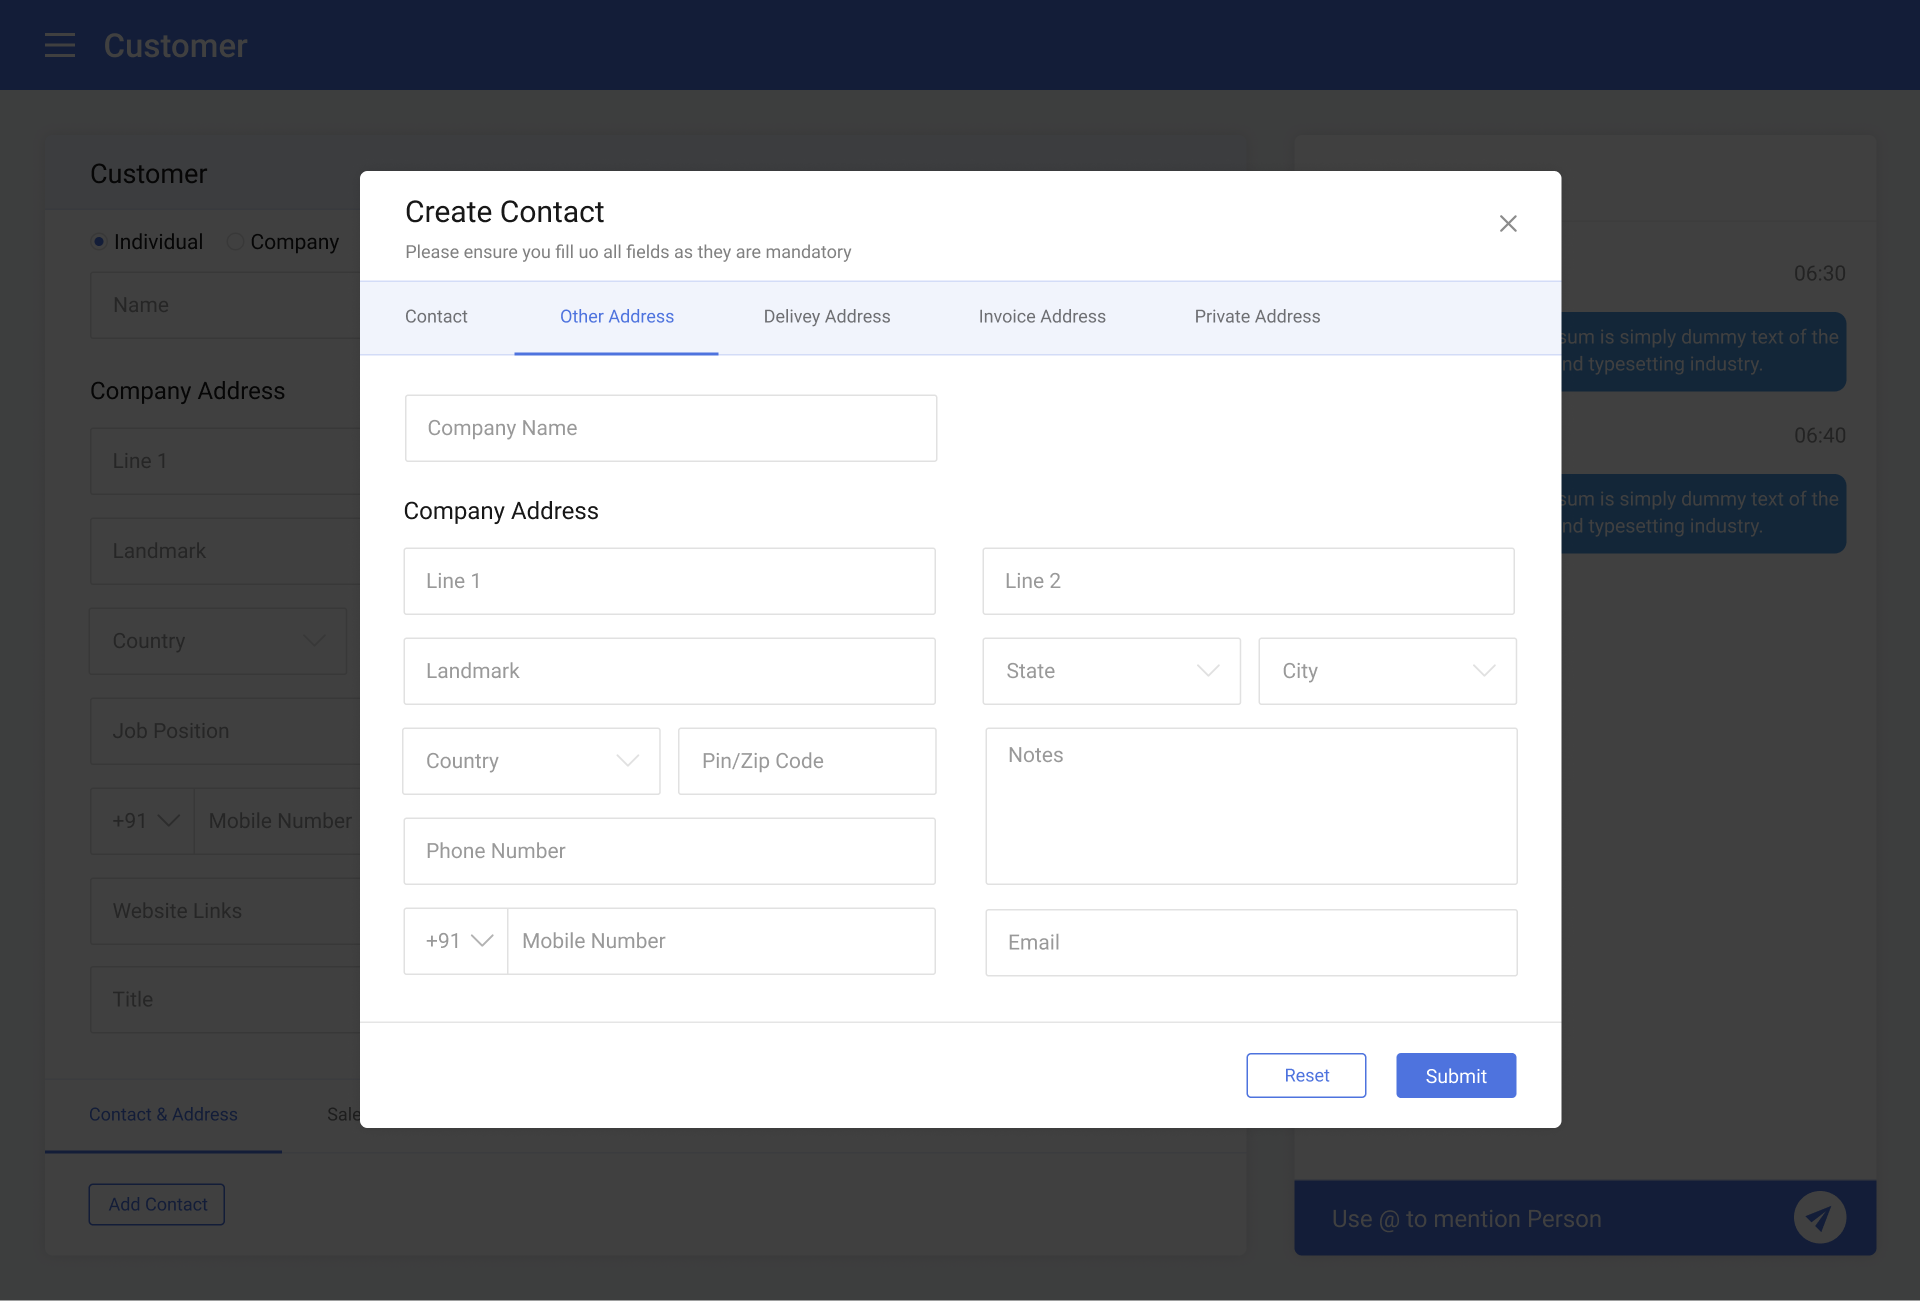 Customer
Customer
Individual
Company
Name
Company Address
Line 1
Landmark
Country
Job Position
+91
Mobile Number
Website Links
Title
Contact & Address
Sale
Add Contact
Create Contact
Please ensure you fill uo all fields as they are mandatory
Contact
Other Address
Delivey Address
Invoice Address
Private Address
Company Name
Company Address
Line 1
Line 2
Landmark
State
City
Country
Pin/Zip Code
Notes
Phone Number
+91
Mobile Number
Email
Reset
Submit
06:30
sum is simply dummy text of the
nd typesetting industry.
06:40
sum is simply dummy text of the
nd typesetting industry.
Use @ to mention Person